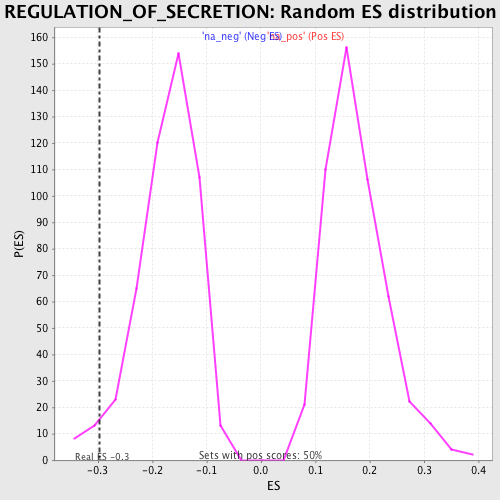 REGULATION_OF_SECRETION: Random ES distribution
'na_neg' (Neg ES) 'na_pos' (Pos ES)
160
150
140
130
120
110
100
90
80
70
60
50
40
30
20
10
0
P(ES)
Real ES -0.3
Sets with pos scores: 50%
-0.3 -0.2 -0.1 0.0 0.1 0.2 0.3 0.4
ES